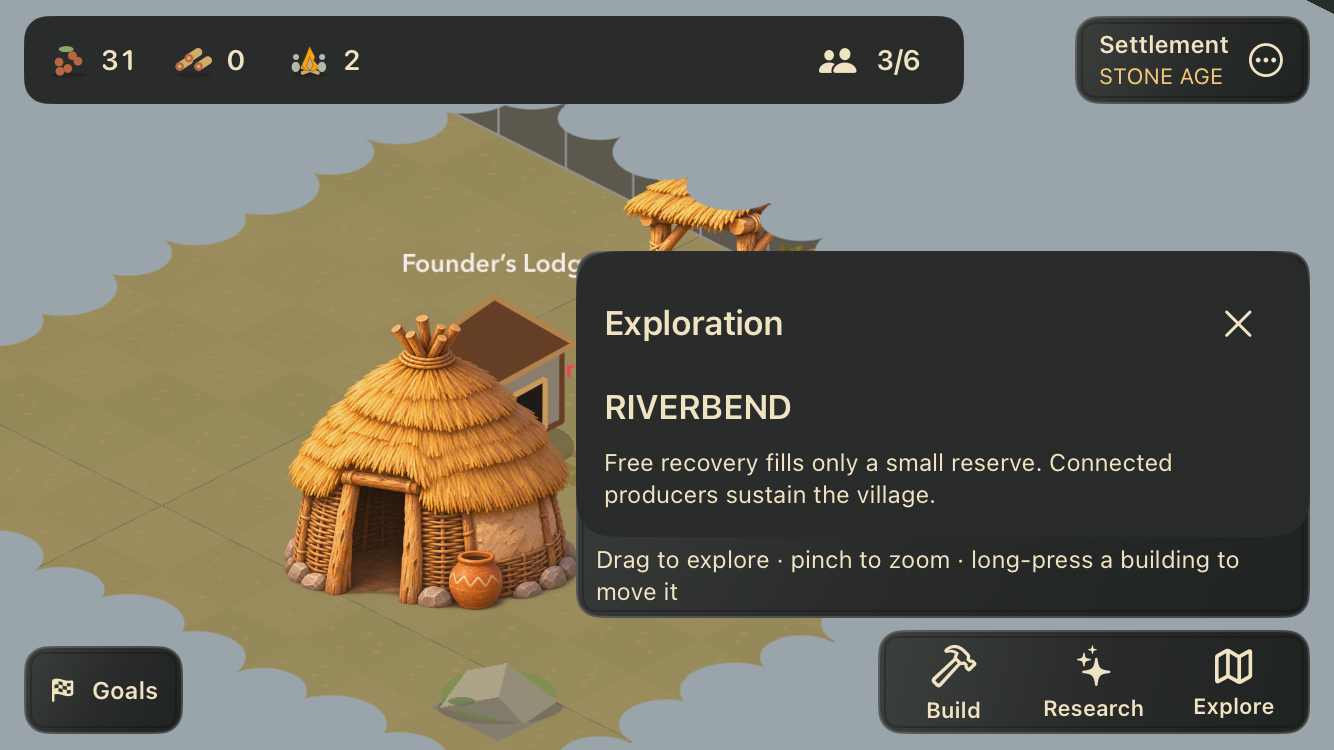 31 0 2 3/6
Settlement
STONE AGE
Founder's Lodg
Exploration
RIVERBEND
Free recovery fills only a small reserve. Connected
producers sustain the village.
Drag to explore · pinch to zoom · long-press a building to
move it
Goals
Build Research Explore